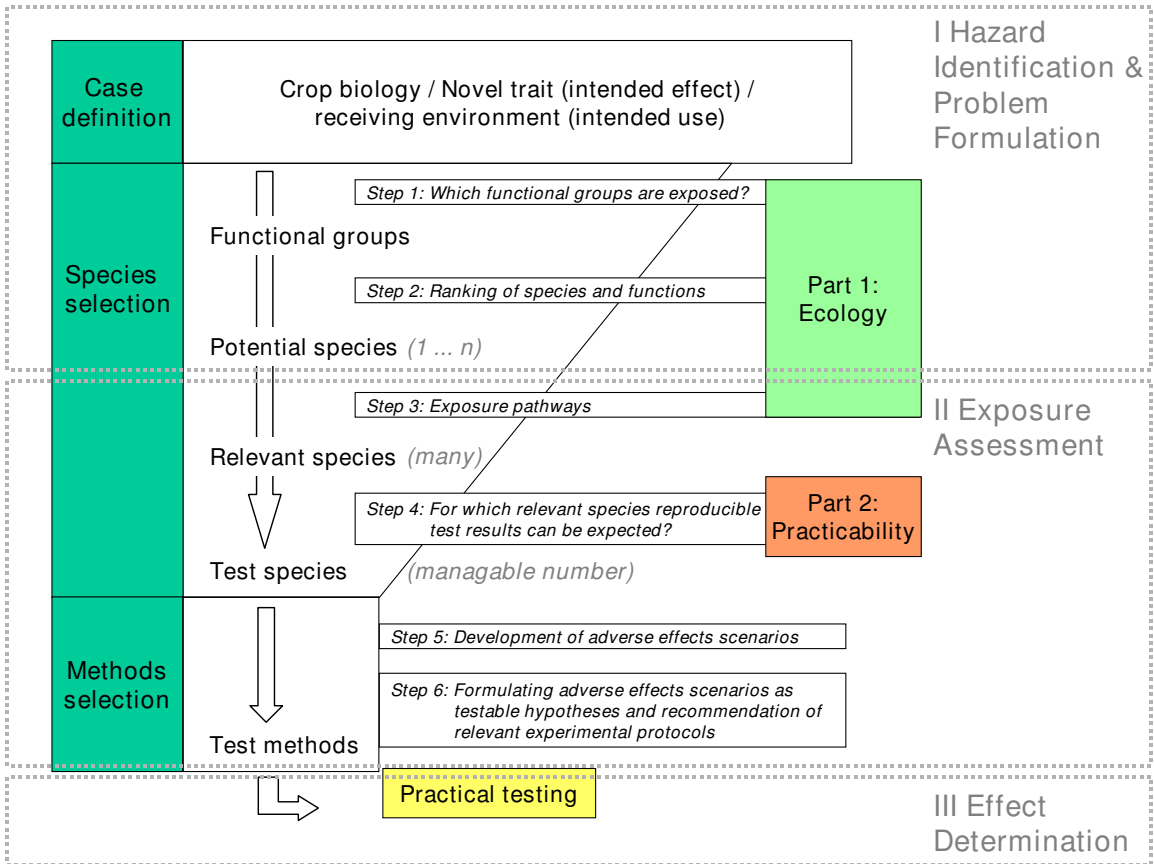 I Hazard
Identification &
Problem
Formulation
Case
definition
Crop biology / Novel trait (intended effect) /
receiving environment (intended use)
Species
selection
Step 1: Which functional groups are exposed?
Functional groups
Step 2: Ranking of species and functions
Part 1:
Ecology
Potential species (1 ... n)
Step 3: Exposure pathways
II Exposure
Assessment
Relevant species (many)
Step 4: For which relevant species reproducible
test results can be expected?
Part 2:
Practicability
Test species (managable number)
Methods
selection
Step 5: Development of adverse effects scenarios
Step 6: Formulating adverse effects scenarios as
testable hypotheses and recommendation of
relevant experimental protocols
Test methods
Practical testing
III Effect
Determination